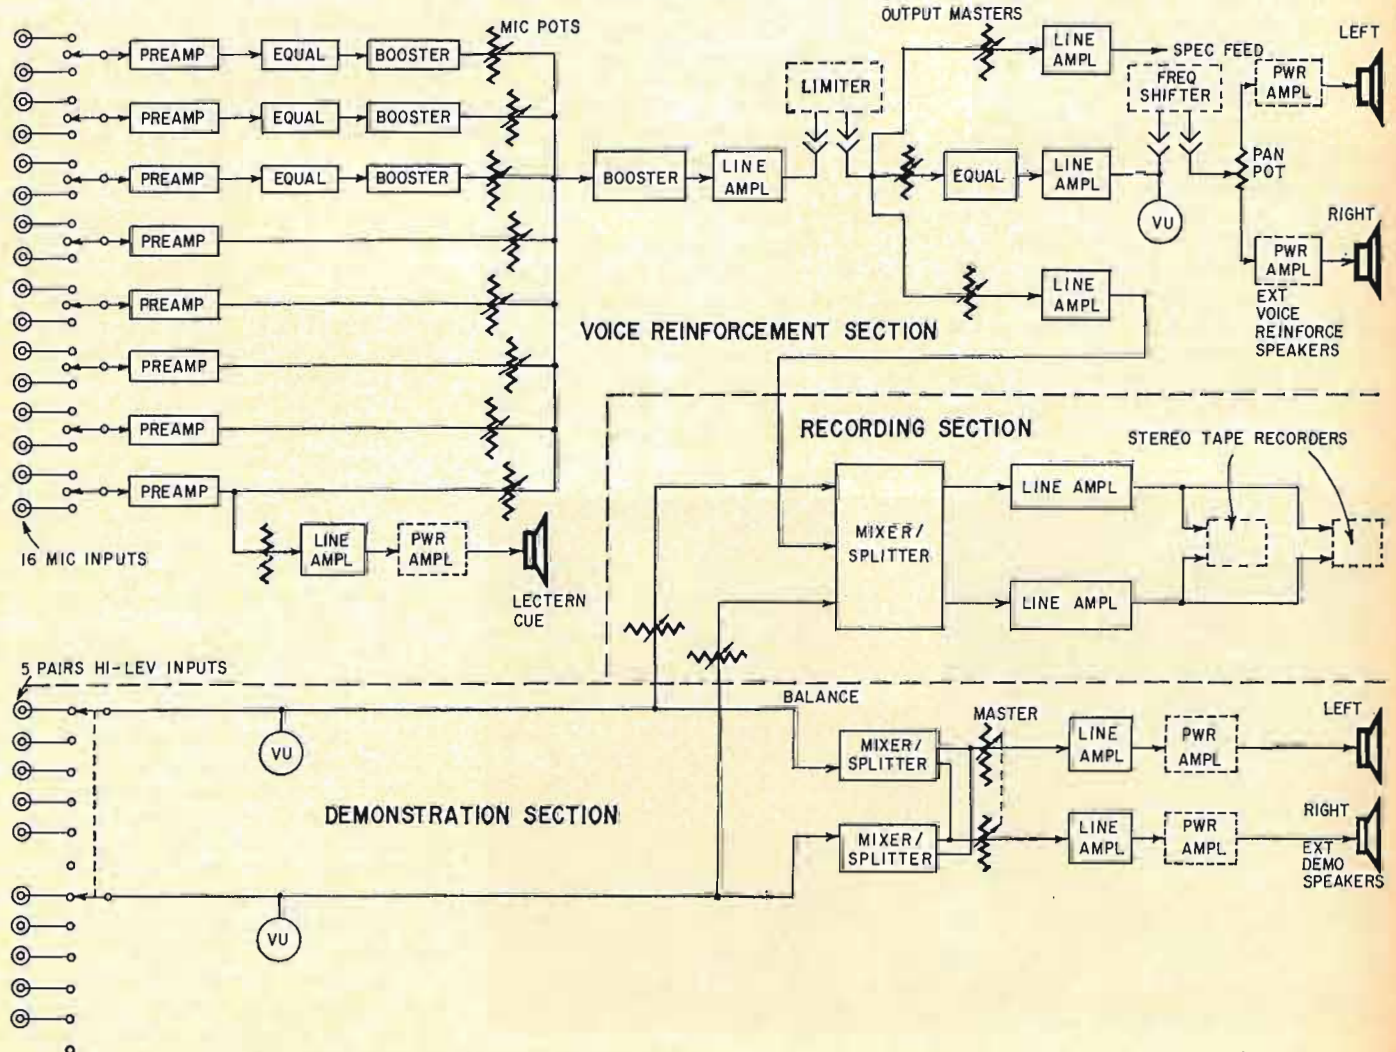 MIC POTS
OUTPUT MASTERS
LEFT
PREAMP
EQUAL
BOOSTER
LINE
AMPL
SPEC FEED
LIMITER
FREQ
SHIFTER
PWR
AMPL
PREAMP
EQUAL
BOOSTER
PREAMP
EQUAL
BOOSTER
BOOSTER
LINE
AMPL
EQUAL
LINE
AMPL
PAN
POT
VU
RIGHT
PREAMP
PWR
AMPL
LINE
AMPL
EXT
VOICE
REINFORCE
SPEAKERS
PREAMP
VOICE REINFORCEMENT SECTION
PREAMP
PREAMP
RECORDING SECTION
STEREO TAPE RECORDERS
PREAMP
LINE AMPL
MIXER/
SPLITTER
LINE
AMPL
PWR
AMPL
16 MIC INPUTS
LINE AMPL
LECTERN
CUE
5 PAIRS HI-LEV INPUTS
BALANCE
MASTER
LEFT
VU
MIXER/
SPLITTER
LINE
AMPL
PWR
AMPL
DEMONSTRATION SECTION
RIGHT
MIXER/
SPLITTER
LINE
AMPL
PWR
AMPL
EXT
DEMO
SPEAKERS
VU